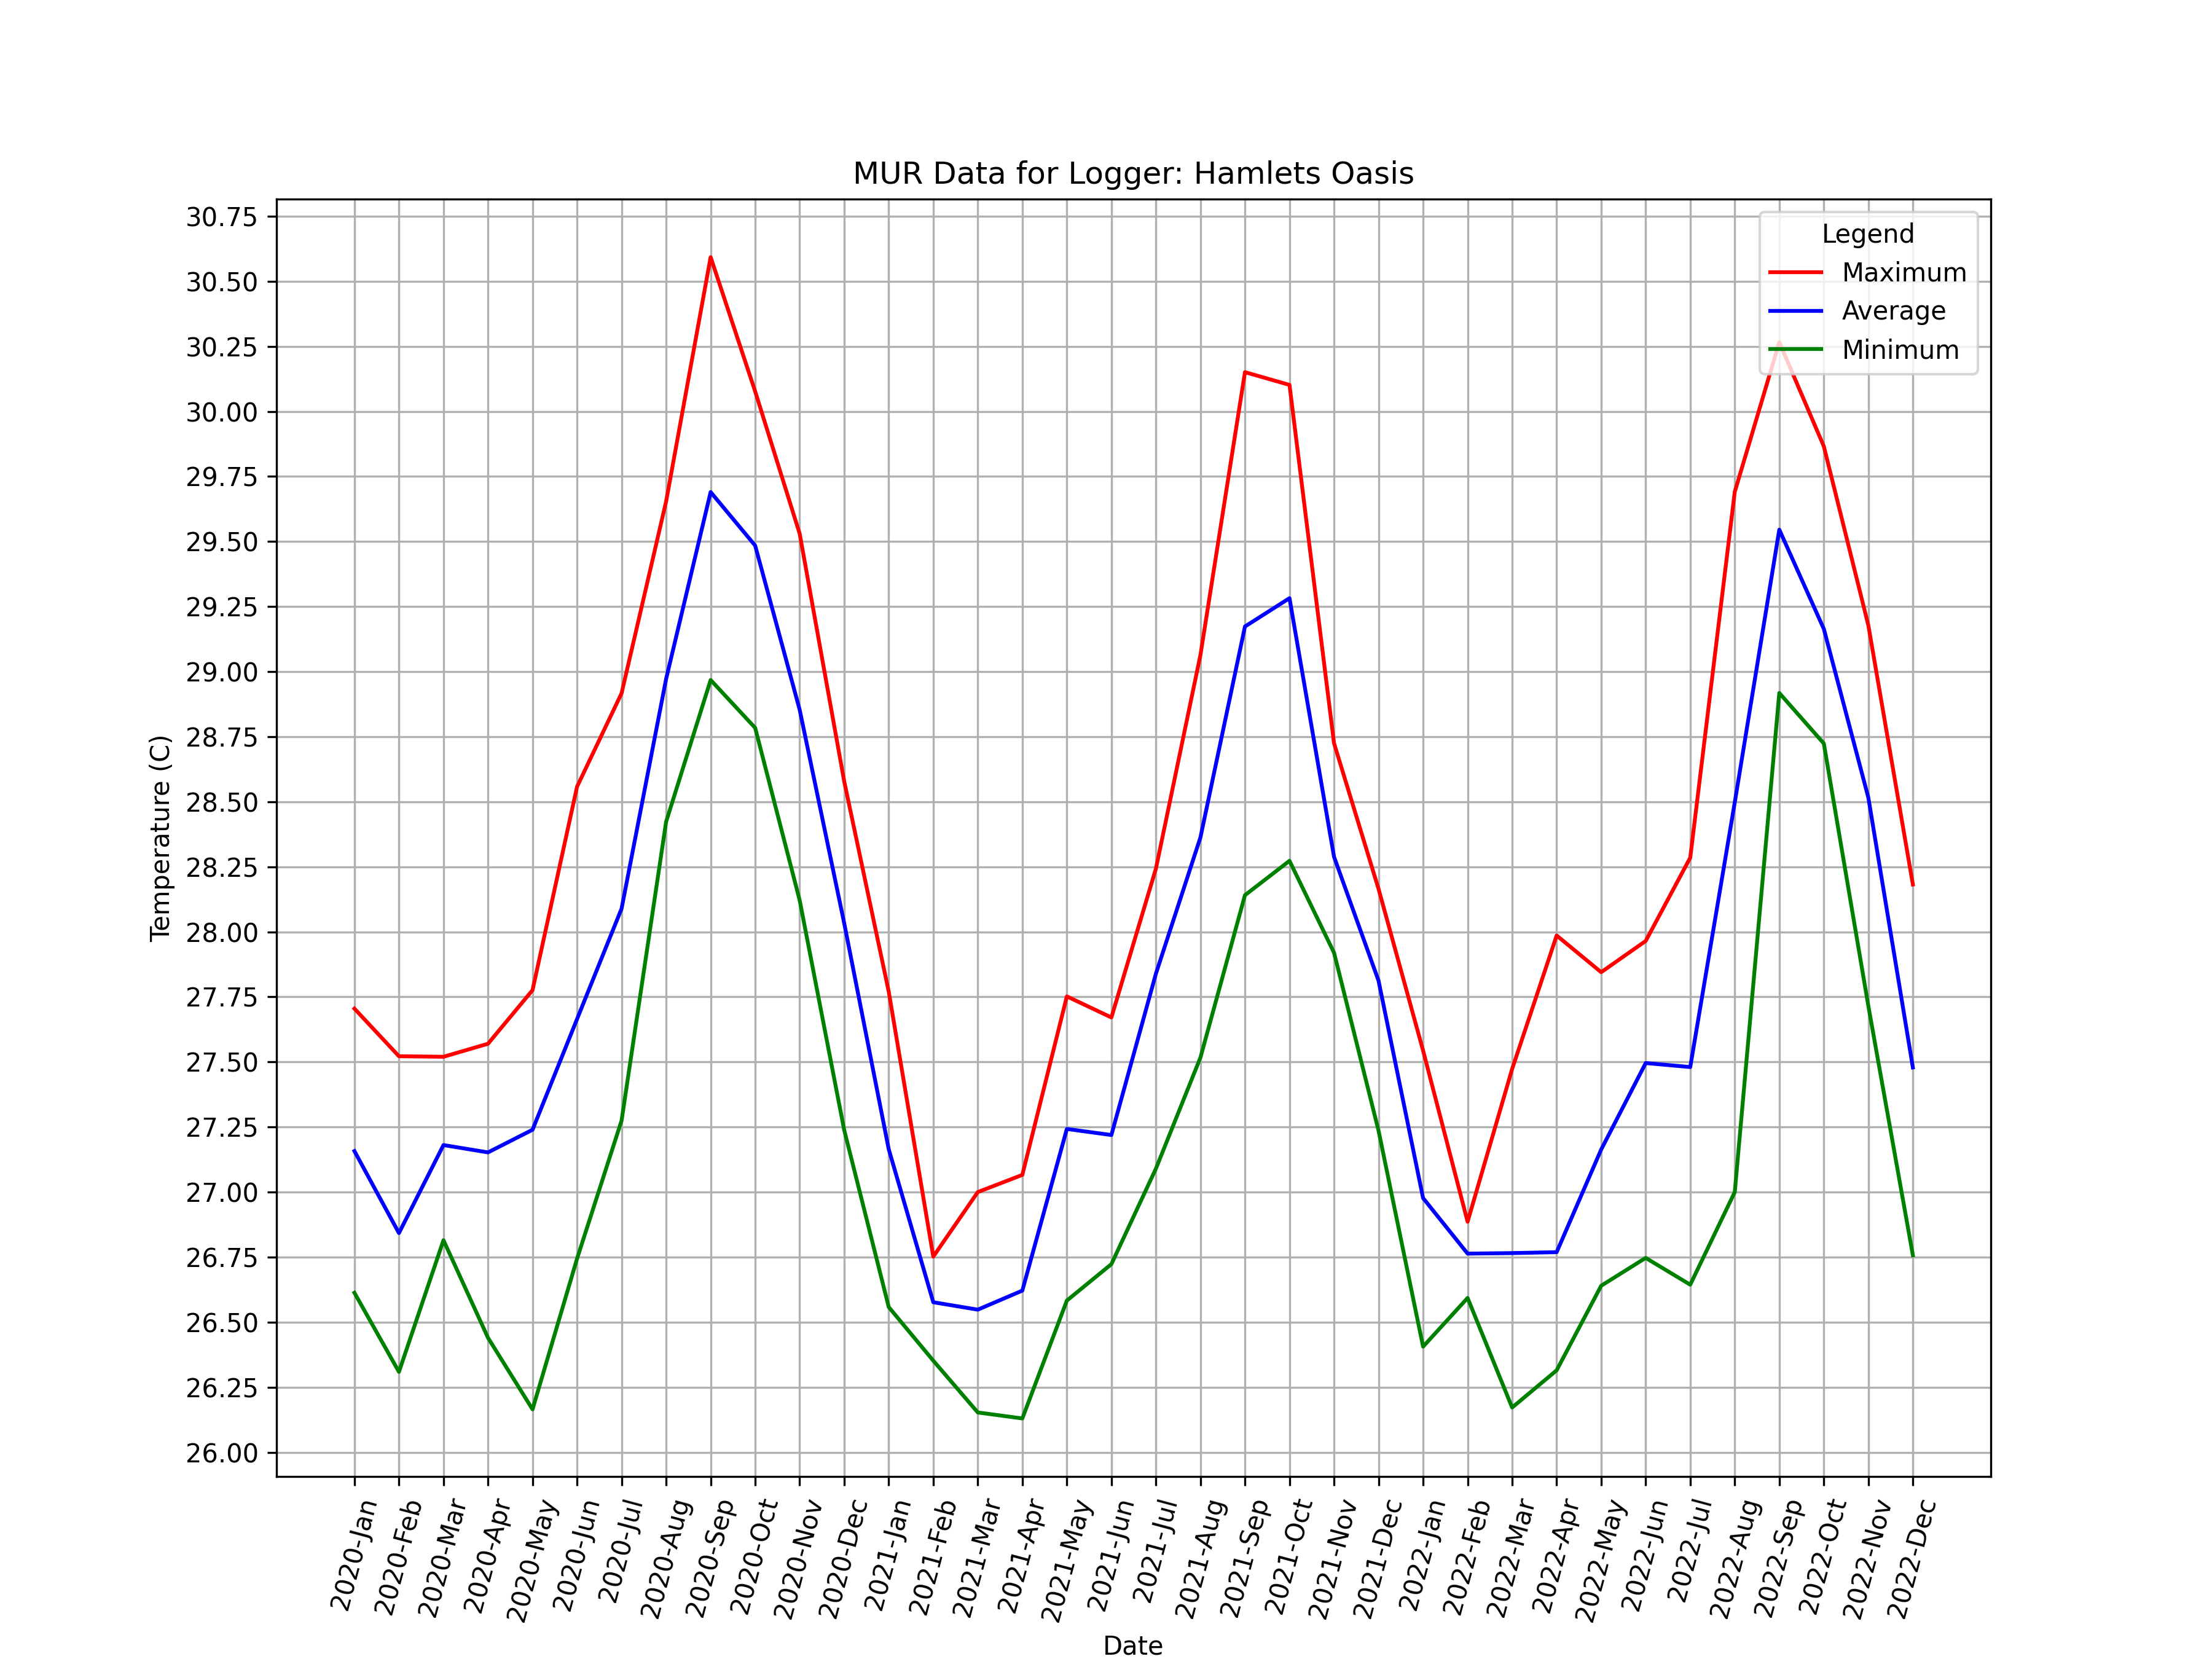 MUR Data for Logger: Hamlets Oasis
Legend
Maximum
Average
Minimum
Temperature (C)
30.75
30.50
30.25
30.00
29.75
29.50
29.25
29.00
28.75
28.50
28.25
28.00
27.75
27.50
27.25
27.00
26.75
26.50
26.25
26.00
2020-Jan
2020-Feb
2020-Mar
2020-Apr
2020-May
2020-Jun
2020-Jul
2020-Aug
2020-Sep
2020-Oct
2020-Nov
2020-Dec
2021-Jan
2021-Feb
2021-Mar
2021-Apr
2021-May
2021-Jun
2021-Jul
2021-Aug
2021-Sep
2021-Oct
2021-Nov
2021-Dec
2022-Jan
2022-Feb
2022-Mar
2022-Apr
2022-May
2022-Jun
2022-Jul
2022-Aug
2022-Sep
2022-Oct
2022-Nov
2022-Dec
Date